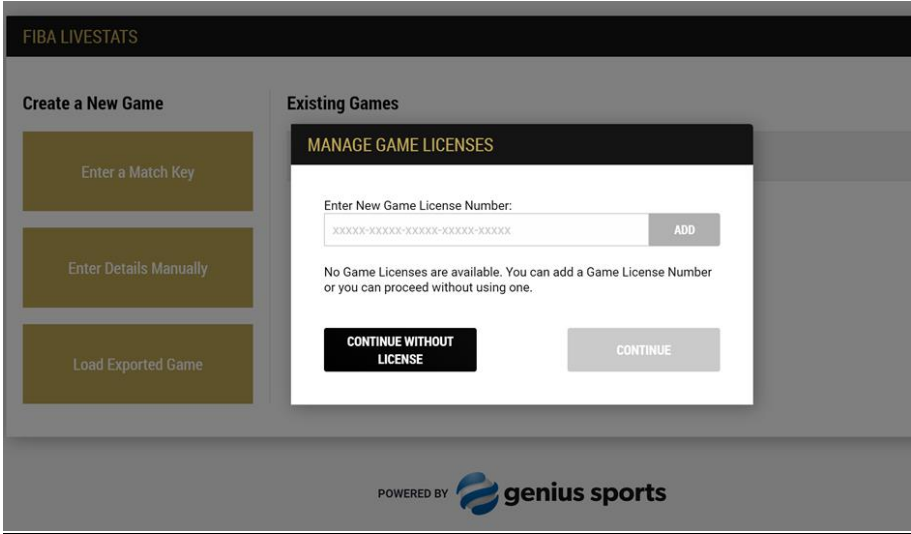 FIBA LIVESTATS
Create a New Game
Existing Games
Enter a Match Key
Enter Details Manually
Load Exported Game
MANAGE GAME LICENSES
Enter New Game License Number:
xxxxx-xxxxx-xxxxx-xxxxx-xxxxx
ADD
No Game Licenses are available. You can add a Game License Number
or you can proceed without using one.
CONTINUE WITHOUT
LICENSE
CONTINUE
POWERED BY genius sports